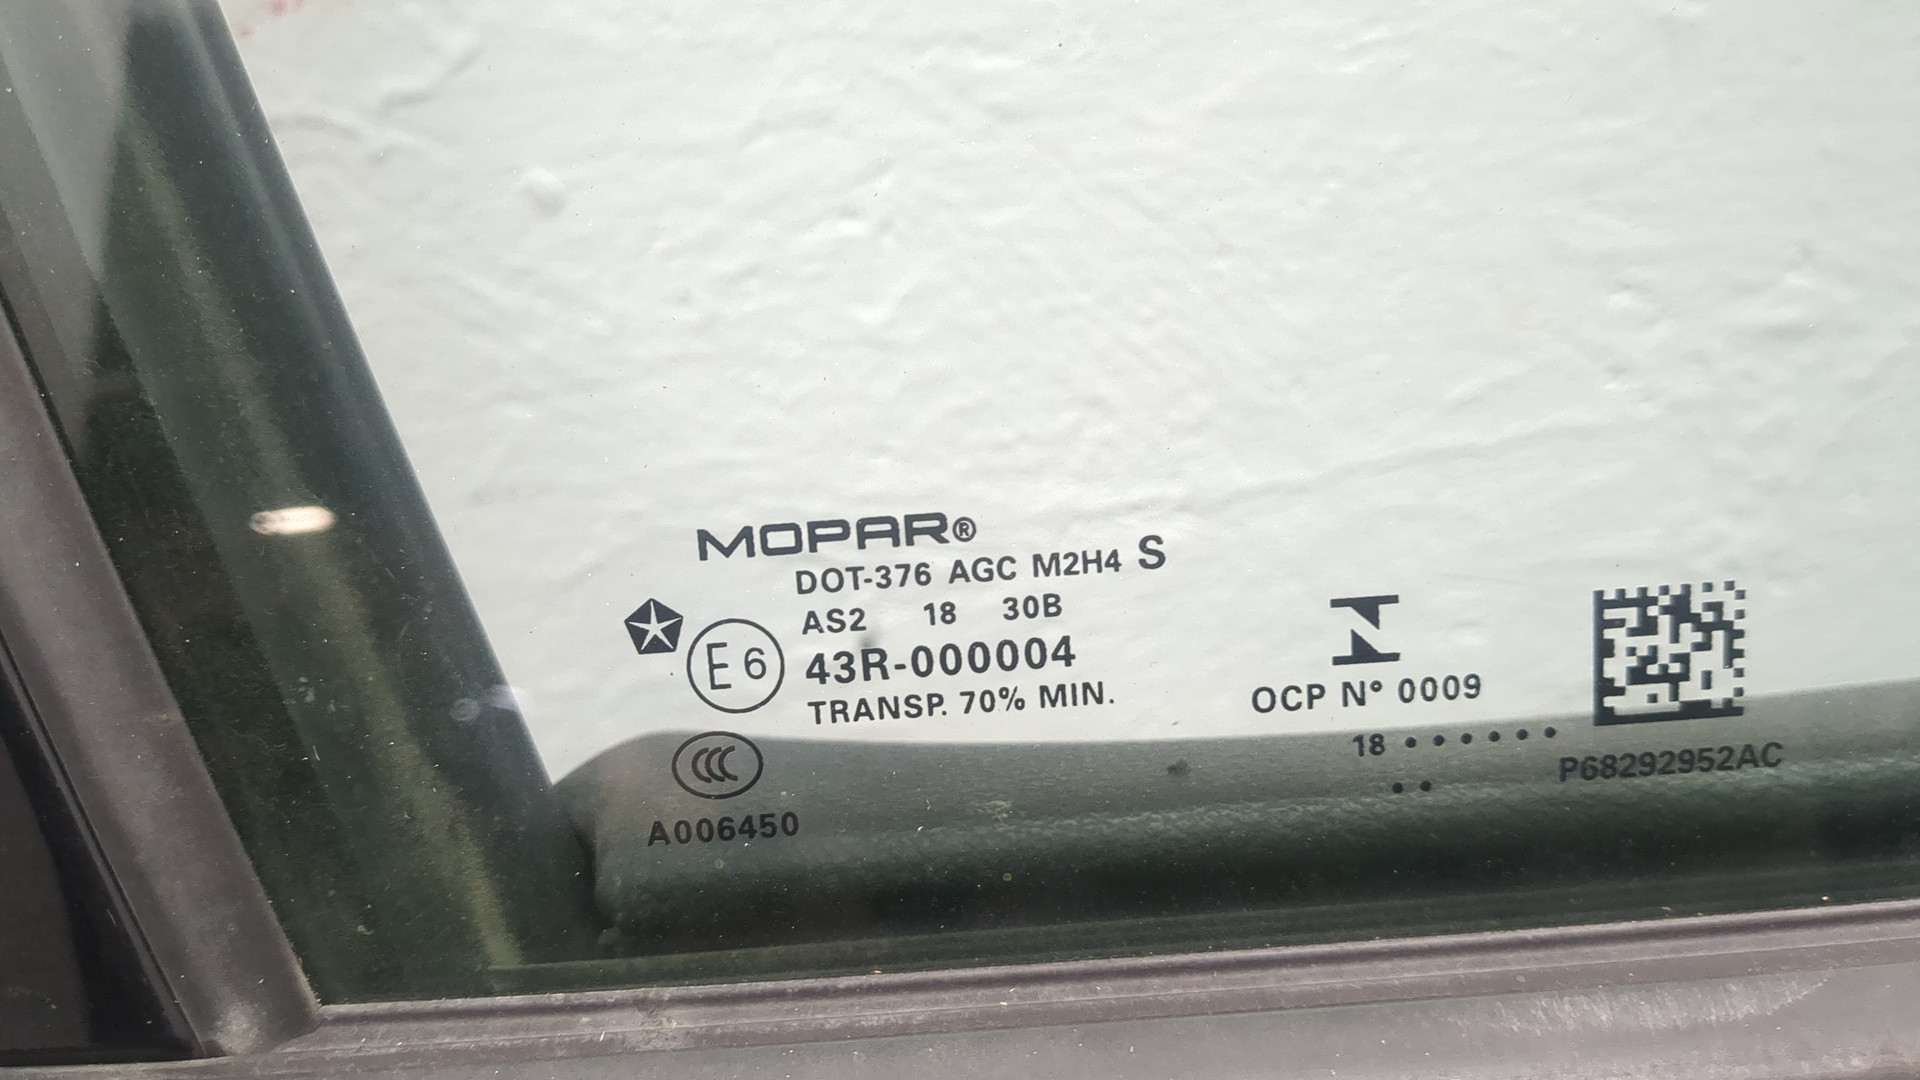 MOPAR®
DOT-376 AGC M2H4 S
AS2 18 30B
E6 43R-000004
TRANSP. 70% MIN.
CCC
A006450
OCP N° 0009
18 • • • • • •
• •
P68292952AC